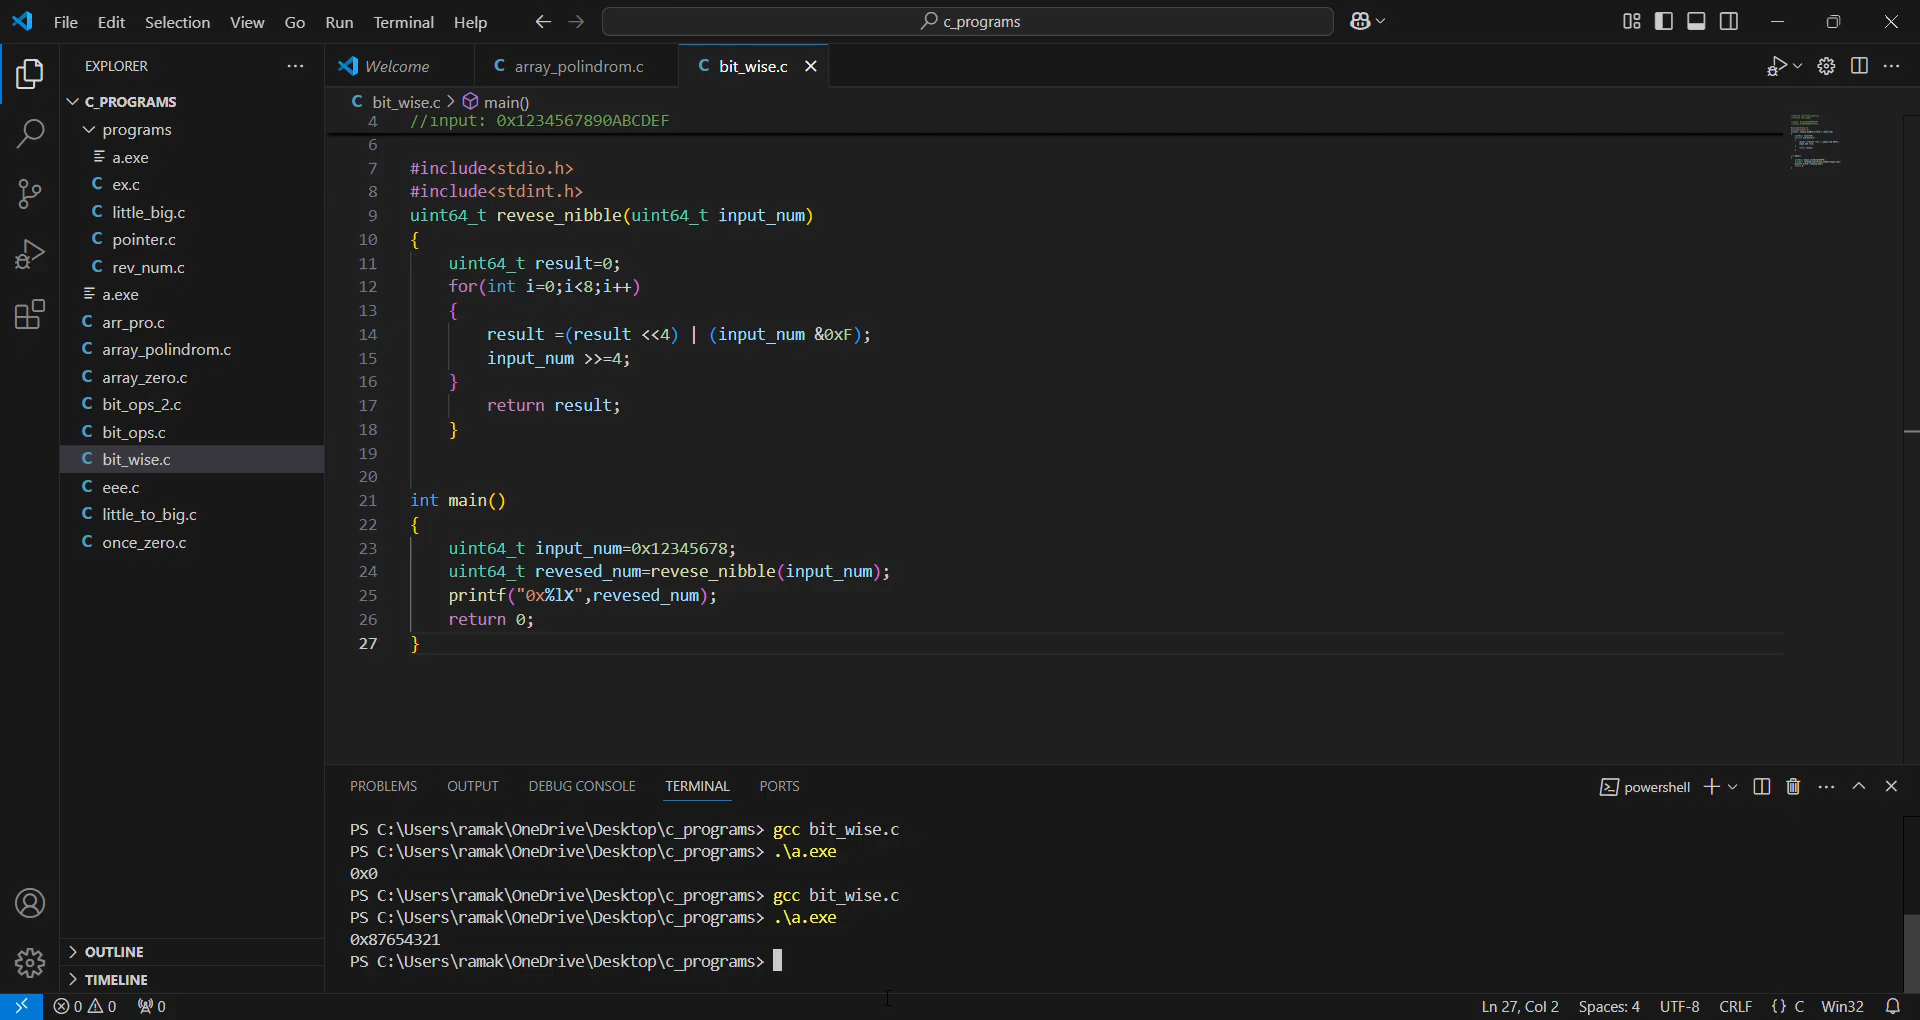 File Edit Selection View Go Run Terminal Help
c_programs
EXPLORER
C_PROGRAMS
programs
a.exe
C ex.c
C little_big.c
C pointer.c
C rev_num.c
a.exe
C arr_pro.c
C array_polindrom.c
C array_zero.c
C bit_ops_2.c
C bit_ops.c
C bit_wise.c
C eee.c
C little_to_big.c
C once_zero.c
OUTLINE
TIMELINE
Welcome C array_polindrom.c C bit_wise.c
C bit_wise.c > main()
4 //input: 0x1234567890ABCDEF
6
7 #include<stdio.h>
8 #include<stdint.h>
9 uint64_t revese_nibble(uint64_t input_num)
10 {
11 uint64_t result=0;
12 for(int i=0;i<8;i++)
13 {
14 result =(result <<4) | (input_num &0xF);
15 input_num >>=4;
16 }
17 return result;
18 }
19
20
21 int main()
22 {
23 uint64_t input_num=0x12345678;
24 uint64_t revesed_num=revese_nibble(input_num);
25 printf("0x%lX",revesed_num);
26 return 0;
27 }
PROBLEMS OUTPUT DEBUG CONSOLE TERMINAL PORTS
powershell
PS C:\Users\ramak\OneDrive\Desktop\c_programs> gcc bit_wise.c
PS C:\Users\ramak\OneDrive\Desktop\c_programs> .\a.exe
0x0
PS C:\Users\ramak\OneDrive\Desktop\c_programs> gcc bit_wise.c
PS C:\Users\ramak\OneDrive\Desktop\c_programs> .\a.exe
0x87654321
PS C:\Users\ramak\OneDrive\Desktop\c_programs>
0 0 0
Ln 27, Col 2 Spaces: 4 UTF-8 CRLF {} C Win32